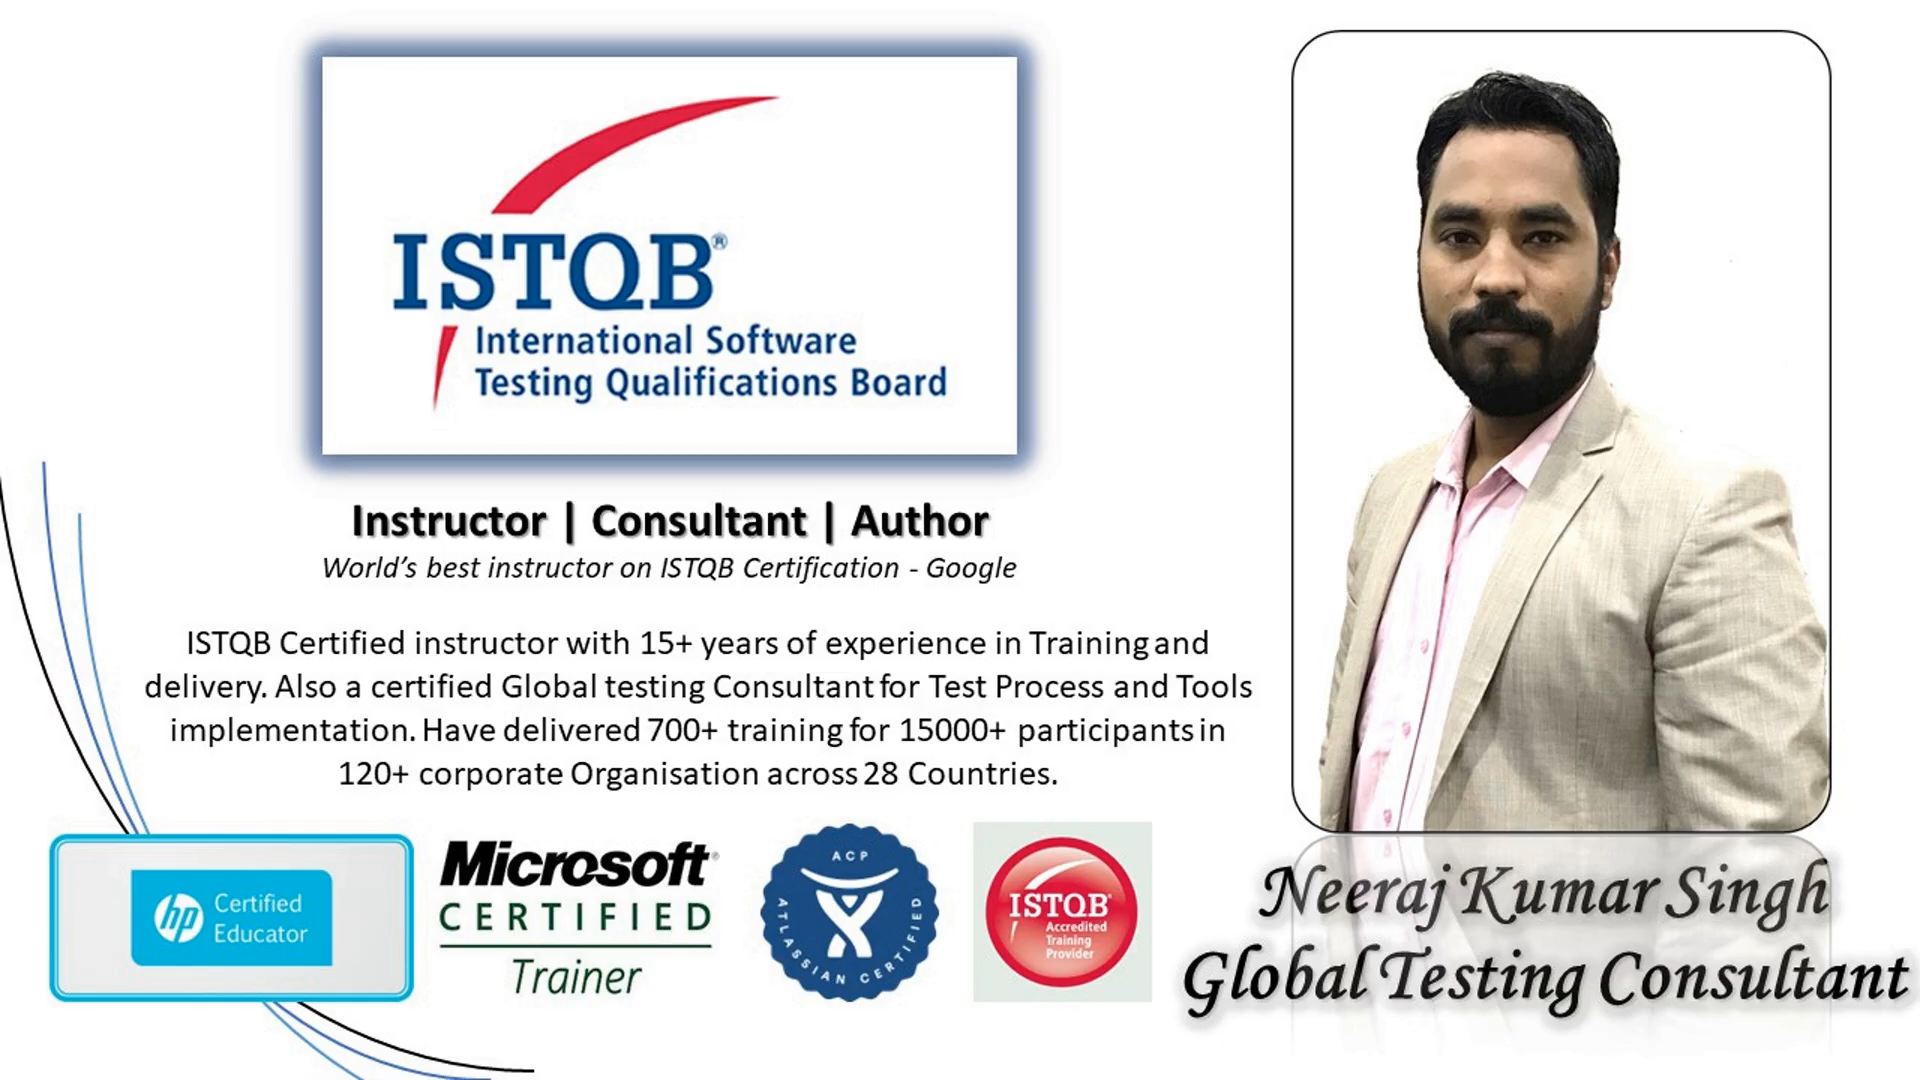 ISTQB®
International Software
Testing Qualifications Board
Instructor | Consultant | Author
World's best instructor on ISTQB Certification - Google
ISTQB Certified instructor with 15+ years of experience in Training and
delivery. Also a certified Global testing Consultant for Test Process and Tools
implementation. Have delivered 700+ training for 15000+ participants in
120+ corporate Organisation across 28 Countries.
hp
Certified
Educator
Microsoft®
CERTIFIED
Trainer
ACP
ATLASSIAN CERTIFIED
ISTQB®
Accredited
Training
Provider
Neeraj Kumar Singh
Global Testing Consultant